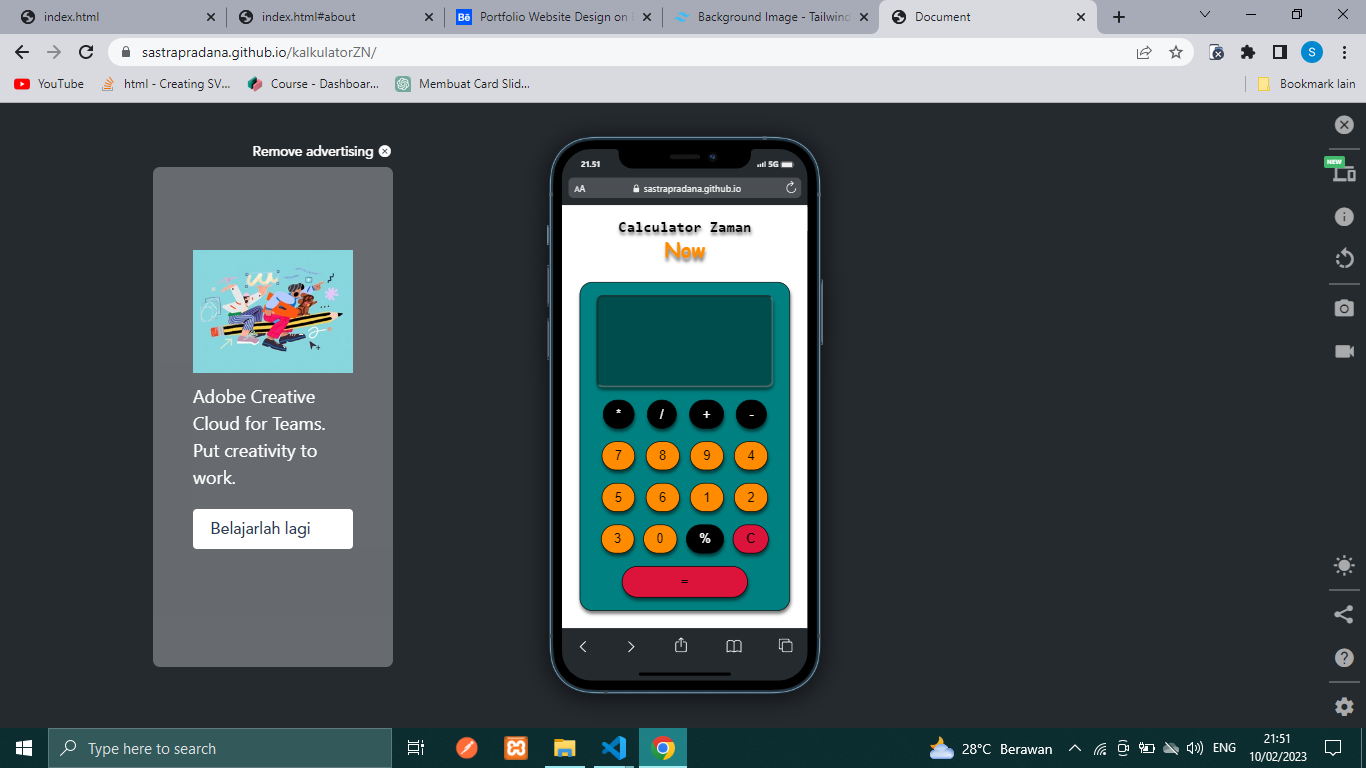 index.html
index.html#about
Portfolio Website Design on
Background Image - Tailwind
Document
sastrapradana.github.io/kalkulatorZN/
S
YouTube
html - Creating SV...
Course - Dashboar...
Membuat Card Slid...
Bookmark lain
Remove advertising
Adobe Creative
Cloud for Teams.
Put creativity to
work.
Belajarlah lagi
21.51
5G
AA
sastrapradana.github.io
Calculator Zaman
Now
* / + -
7 8 9 4
5 6 1 2
3 0 % C
=
NEW
Type here to search
28°C Berawan
ENG
21:51
10/02/2023